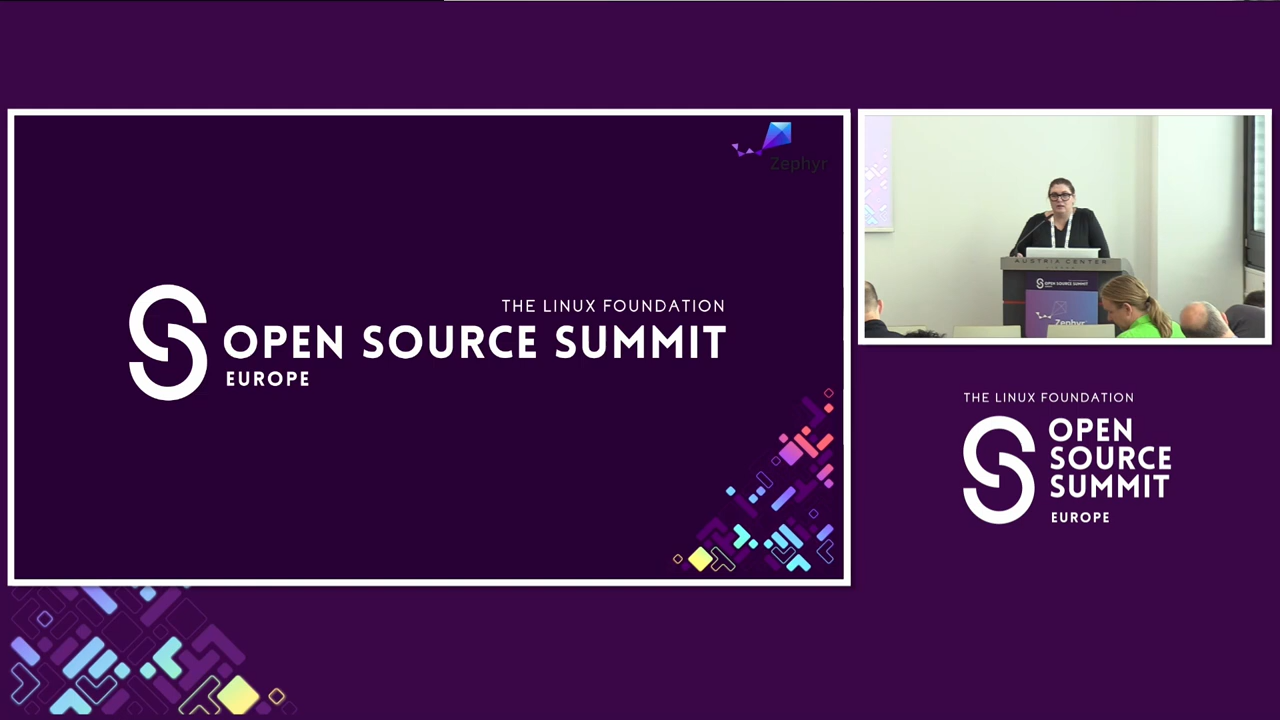 Zephyr
THE LINUX FOUNDATION
OPEN SOURCE SUMMIT
EUROPE
AUSTRIA CENTER
OPEN SOURCE SUMMIT
Zephyr
THE LINUX FOUNDATION
OPEN
SOURCE
SUMMIT
EUROPE